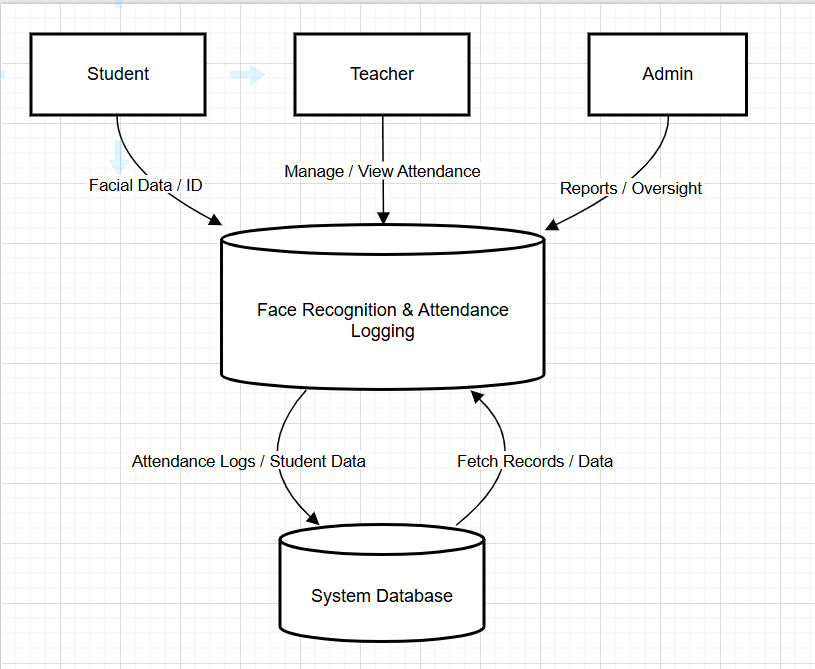 Student
Teacher
Admin
Manage / View Attendance
Facial Data / ID
Reports / Oversight
Face Recognition & Attendance
Logging
Attendance Logs / Student Data
Fetch Records / Data
System Database